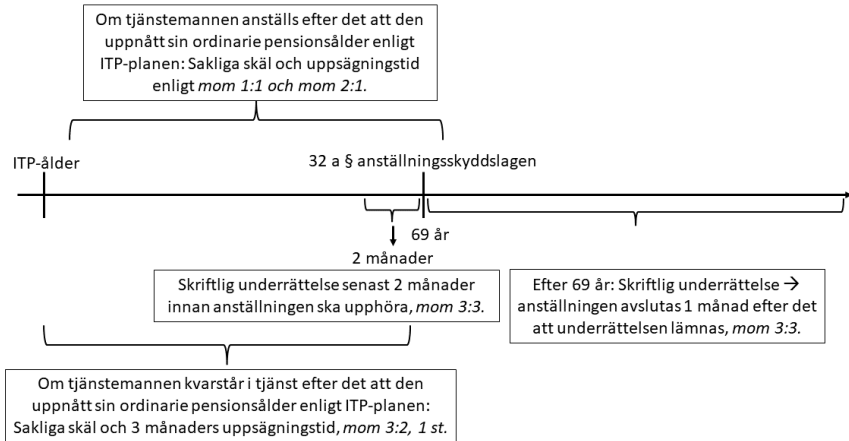 Om tjänstemannen anställs efter det att den
uppnått sin ordinarie pensionsålder enligt
ITP-planen: Sakliga skäl och uppsägningstid
enligt mom 1:1 och mom 2:1.
ITP-ålder
32 a § anställningsskyddslagen
69 år
2 månader
Skriftlig underrättelse senast 2 månader
innan anställningen ska upphöra, mom 3:3.
Efter 69 år: Skriftlig underrättelse →
anställningen avslutas 1 månad efter det
att underrättelsen lämnas, mom 3:3.
Om tjänstemannen kvarstår i tjänst efter det att den
uppnått sin ordinarie pensionsålder enligt ITP-planen:
Sakliga skäl och 3 månaders uppsägningstid, mom 3:2, 1 st.